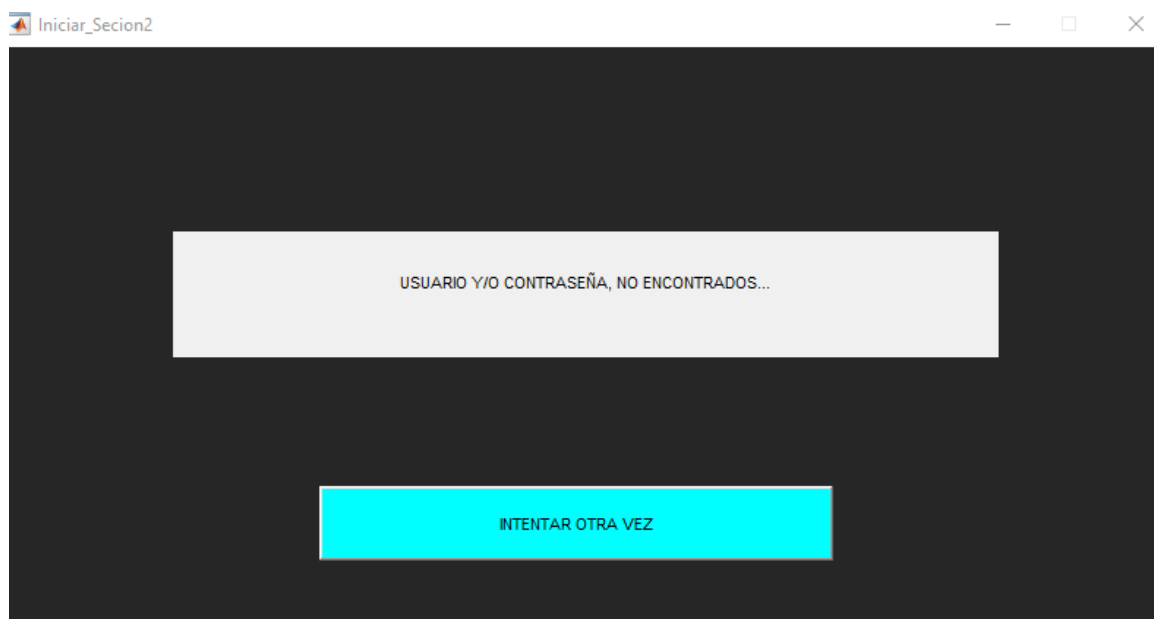 Iniciar_Secion2
USUARIO Y/O CONTRASEÑA, NO ENCONTRADOS...
INTENTAR OTRA VEZ